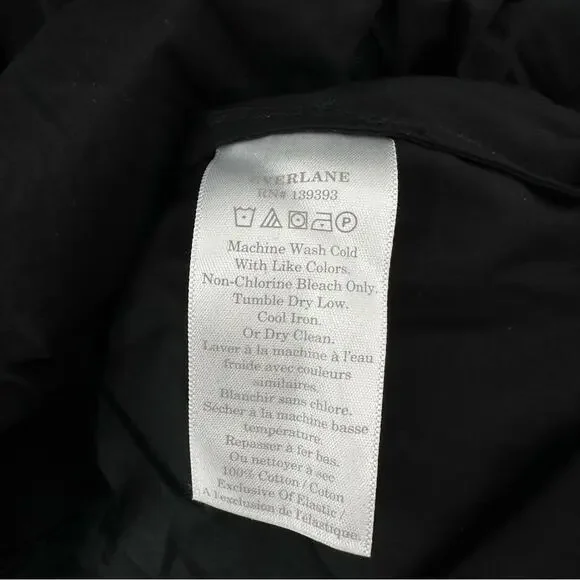 EVERLANE
RN# 139393
P
Machine Wash Cold
With Like Colors.
Non-Chlorine Bleach Only.
Tumble Dry Low.
Cool Iron.
Or Dry Clean.
Laver à la machine à l'eau
froide avec couleurs
similaires.
Blanchir sans chlore.
Sécher à la machine basse
température.
Repasser à fer bas.
Ou nettoyer à sec
100% Cotton / Coton
Exclusive Of Elastic /
A l'exclusion de l'élastique.